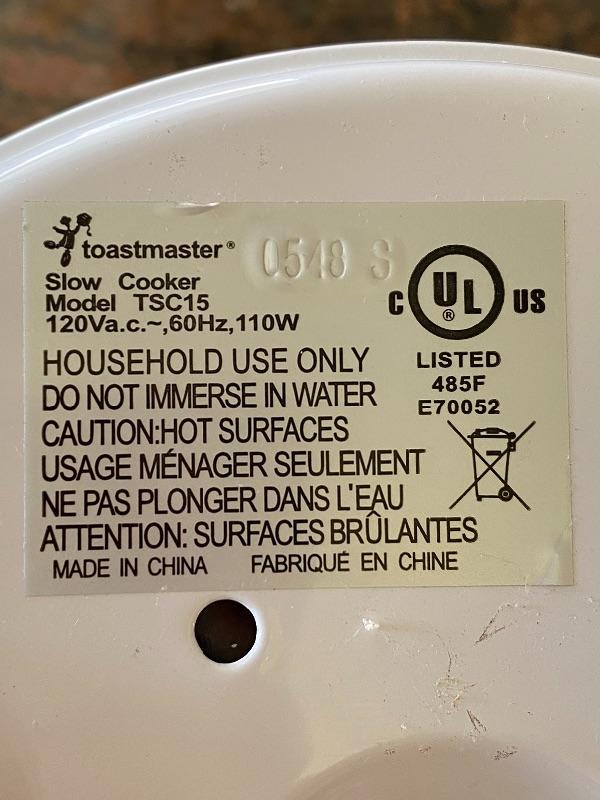 toastmaster®
0548 S
Slow Cooker
Model TSC15
120Va.c.~,60Hz,110W
C UL® US
LISTED
485F
E70052
HOUSEHOLD USE ONLY
DO NOT IMMERSE IN WATER
CAUTION:HOT SURFACES
USAGE MÉNAGER SEULEMENT
NE PAS PLONGER DANS L'EAU
ATTENTION: SURFACES BRÛLANTES
MADE IN CHINA FABRIQUÉ EN CHINE